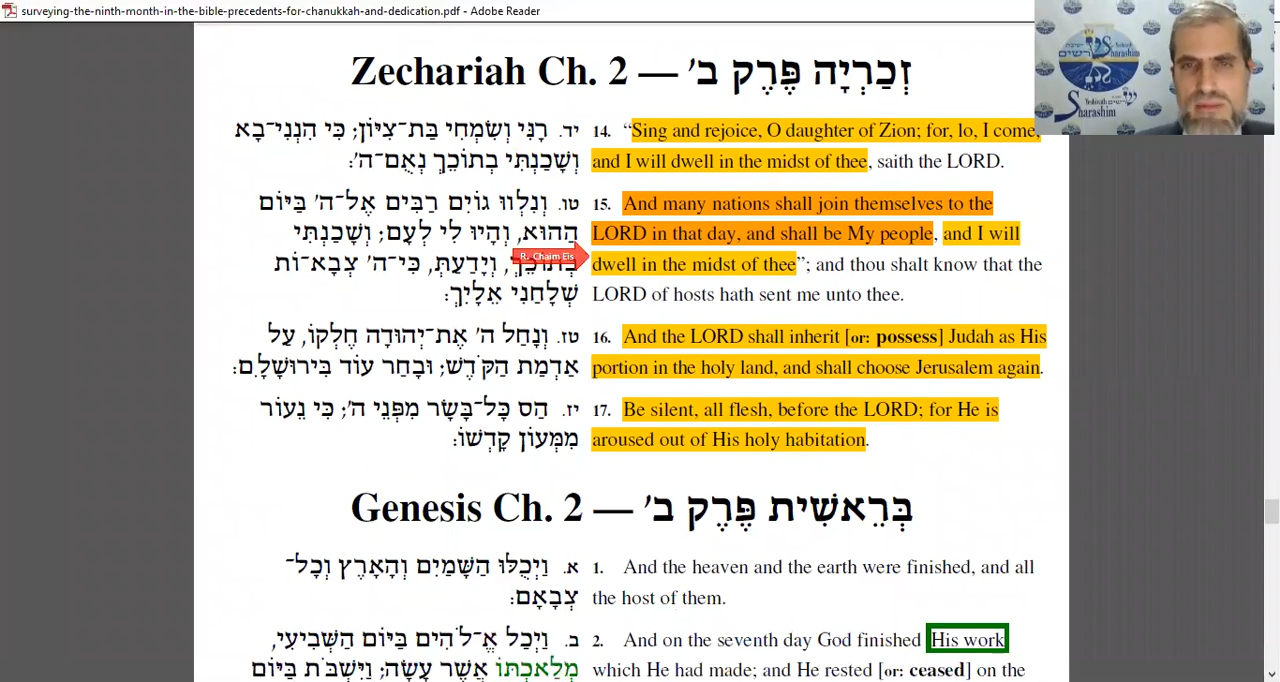 surveying-the-ninth-month-in-the-bible-precedents-for-chanukkah-and-dedication.pdf - Adobe Reader
Zechariah Ch. 2 — זְכַרְיָה פֶּרֶק ב׳
יד. רָנִּי וְשִׂמְחִי בַּת־צִיּוֹן; כִּי הִנְנִי־בָא
וְשָׁכַנְתִּי בְתוֹכֵךְ נְאֻם־ה׳:
14. “Sing and rejoice, O daughter of Zion; for, lo, I come,
and I will dwell in the midst of thee, saith the LORD.
טו. וְנִלְווּ גוֹיִם רַבִּים אֶל־ה׳ בַּיּוֹם
הַהוּא, וְהָיוּ לִי לְעָם; וְשָׁכַנְתִּי
בְתוֹכֵךְ, וְיָדַעַתְּ, כִּי־ה׳ צְבָא־וֹת
שְׁלָחַנִי אֵלָיִךְ:
15. And many nations shall join themselves to the
LORD in that day, and shall be My people, and I will
dwell in the midst of thee”; and thou shalt know that the
LORD of hosts hath sent me unto thee.
R. Chaim Eis
טז. וְנָחַל ה׳ אֶת־יְהוּדָה חֶלְקוֹ, עַל
אַדְמַת הַקֹּדֶשׁ; וּבָחַר עוֹד בִּירוּשָׁלָ‍ִם:
16. And the LORD shall inherit [or: possess] Judah as His
portion in the holy land, and shall choose Jerusalem again.
יז. הַס כָּל־בָּשָׂר מִפְּנֵי ה׳; כִּי נֵעוֹר
מִמְּעוֹן קָדְשׁוֹ:
17. Be silent, all flesh, before the LORD; for He is
aroused out of His holy habitation.
Genesis Ch. 2 — בְּרֵאשִׁית פֶּרֶק ב׳
א. וַיְכֻלּוּ הַשָּׁמַיִם וְהָאָרֶץ וְכָל־
צְבָאָם:
1. And the heaven and the earth were finished, and all
the host of them.
ב. וַיְכַל אֱ־לֹהִים בַּיּוֹם הַשְּׁבִיעִי,
מְלַאכְתּוֹ אֲשֶׁר עָשָׂה; וַיִּשְׁבֹּת בַּיּוֹם
2. And on the seventh day God finished His work
which He had made; and He rested [or: ceased] on the
Yeshivath
Sharashim